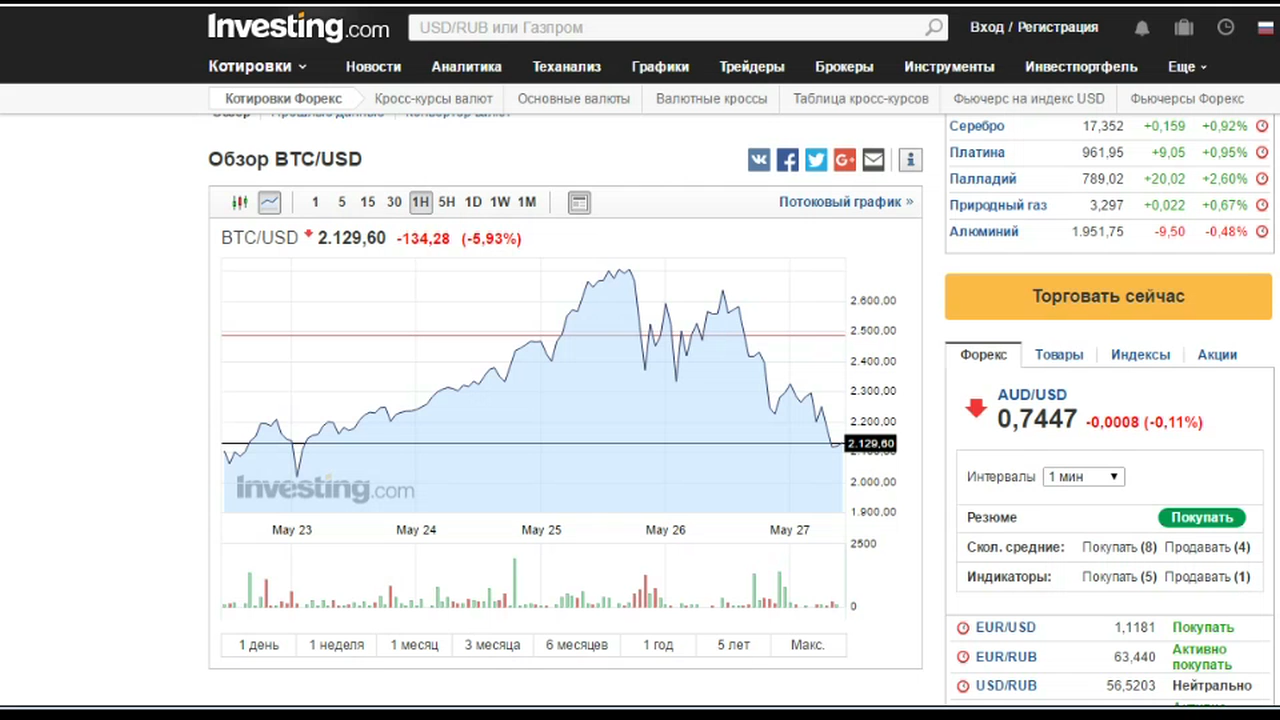 Investing.com
USD/RUB или Газпром
Вход / Регистрация
Котировки
Новости
Аналитика
Теханализ
Графики
Трейдеры
Брокеры
Инструменты
Инвестпортфель
Еще
Котировки Форекс
Кросс-курсы валют
Основные валюты
Валютные кроссы
Таблица кросс-курсов
Фьючерс на индекс USD
Фьючерсы Форекс
Обзор
Прошлые данные
Конвертер валют
Обзор BTC/USD
1 5 15 30 1H 5H 1D 1W 1M
Потоковый график »
BTC/USD 2.129,60 -134,28 (-5,93%)
2.600,00
2.500,00
2.400,00
2.300,00
2.200,00
2.129,60
2.100,00
2.000,00
1.900,00
Investing.com
May 23 May 24 May 25 May 26 May 27
2500
0
1 день
1 неделя
1 месяц
3 месяца
6 месяцев
1 год
5 лет
Макс.
Серебро 17,352 +0,159 +0,92%
Платина 961,95 +9,05 +0,95%
Палладий 789,02 +20,02 +2,60%
Природный газ 3,297 +0,022 +0,67%
Алюминий 1.951,75 -9,50 -0,48%
Торговать сейчас
Форекс
Товары
Индексы
Акции
AUD/USD
0,7447 -0,0008 (-0,11%)
Интервалы 1 мин
Резюме Покупать
Скол. средние: Покупать (8) Продавать (4)
Индикаторы: Покупать (5) Продавать (1)
EUR/USD 1,1181 Покупать
EUR/RUB 63,440 Активно покупать
USD/RUB 56,5203 Нейтрально